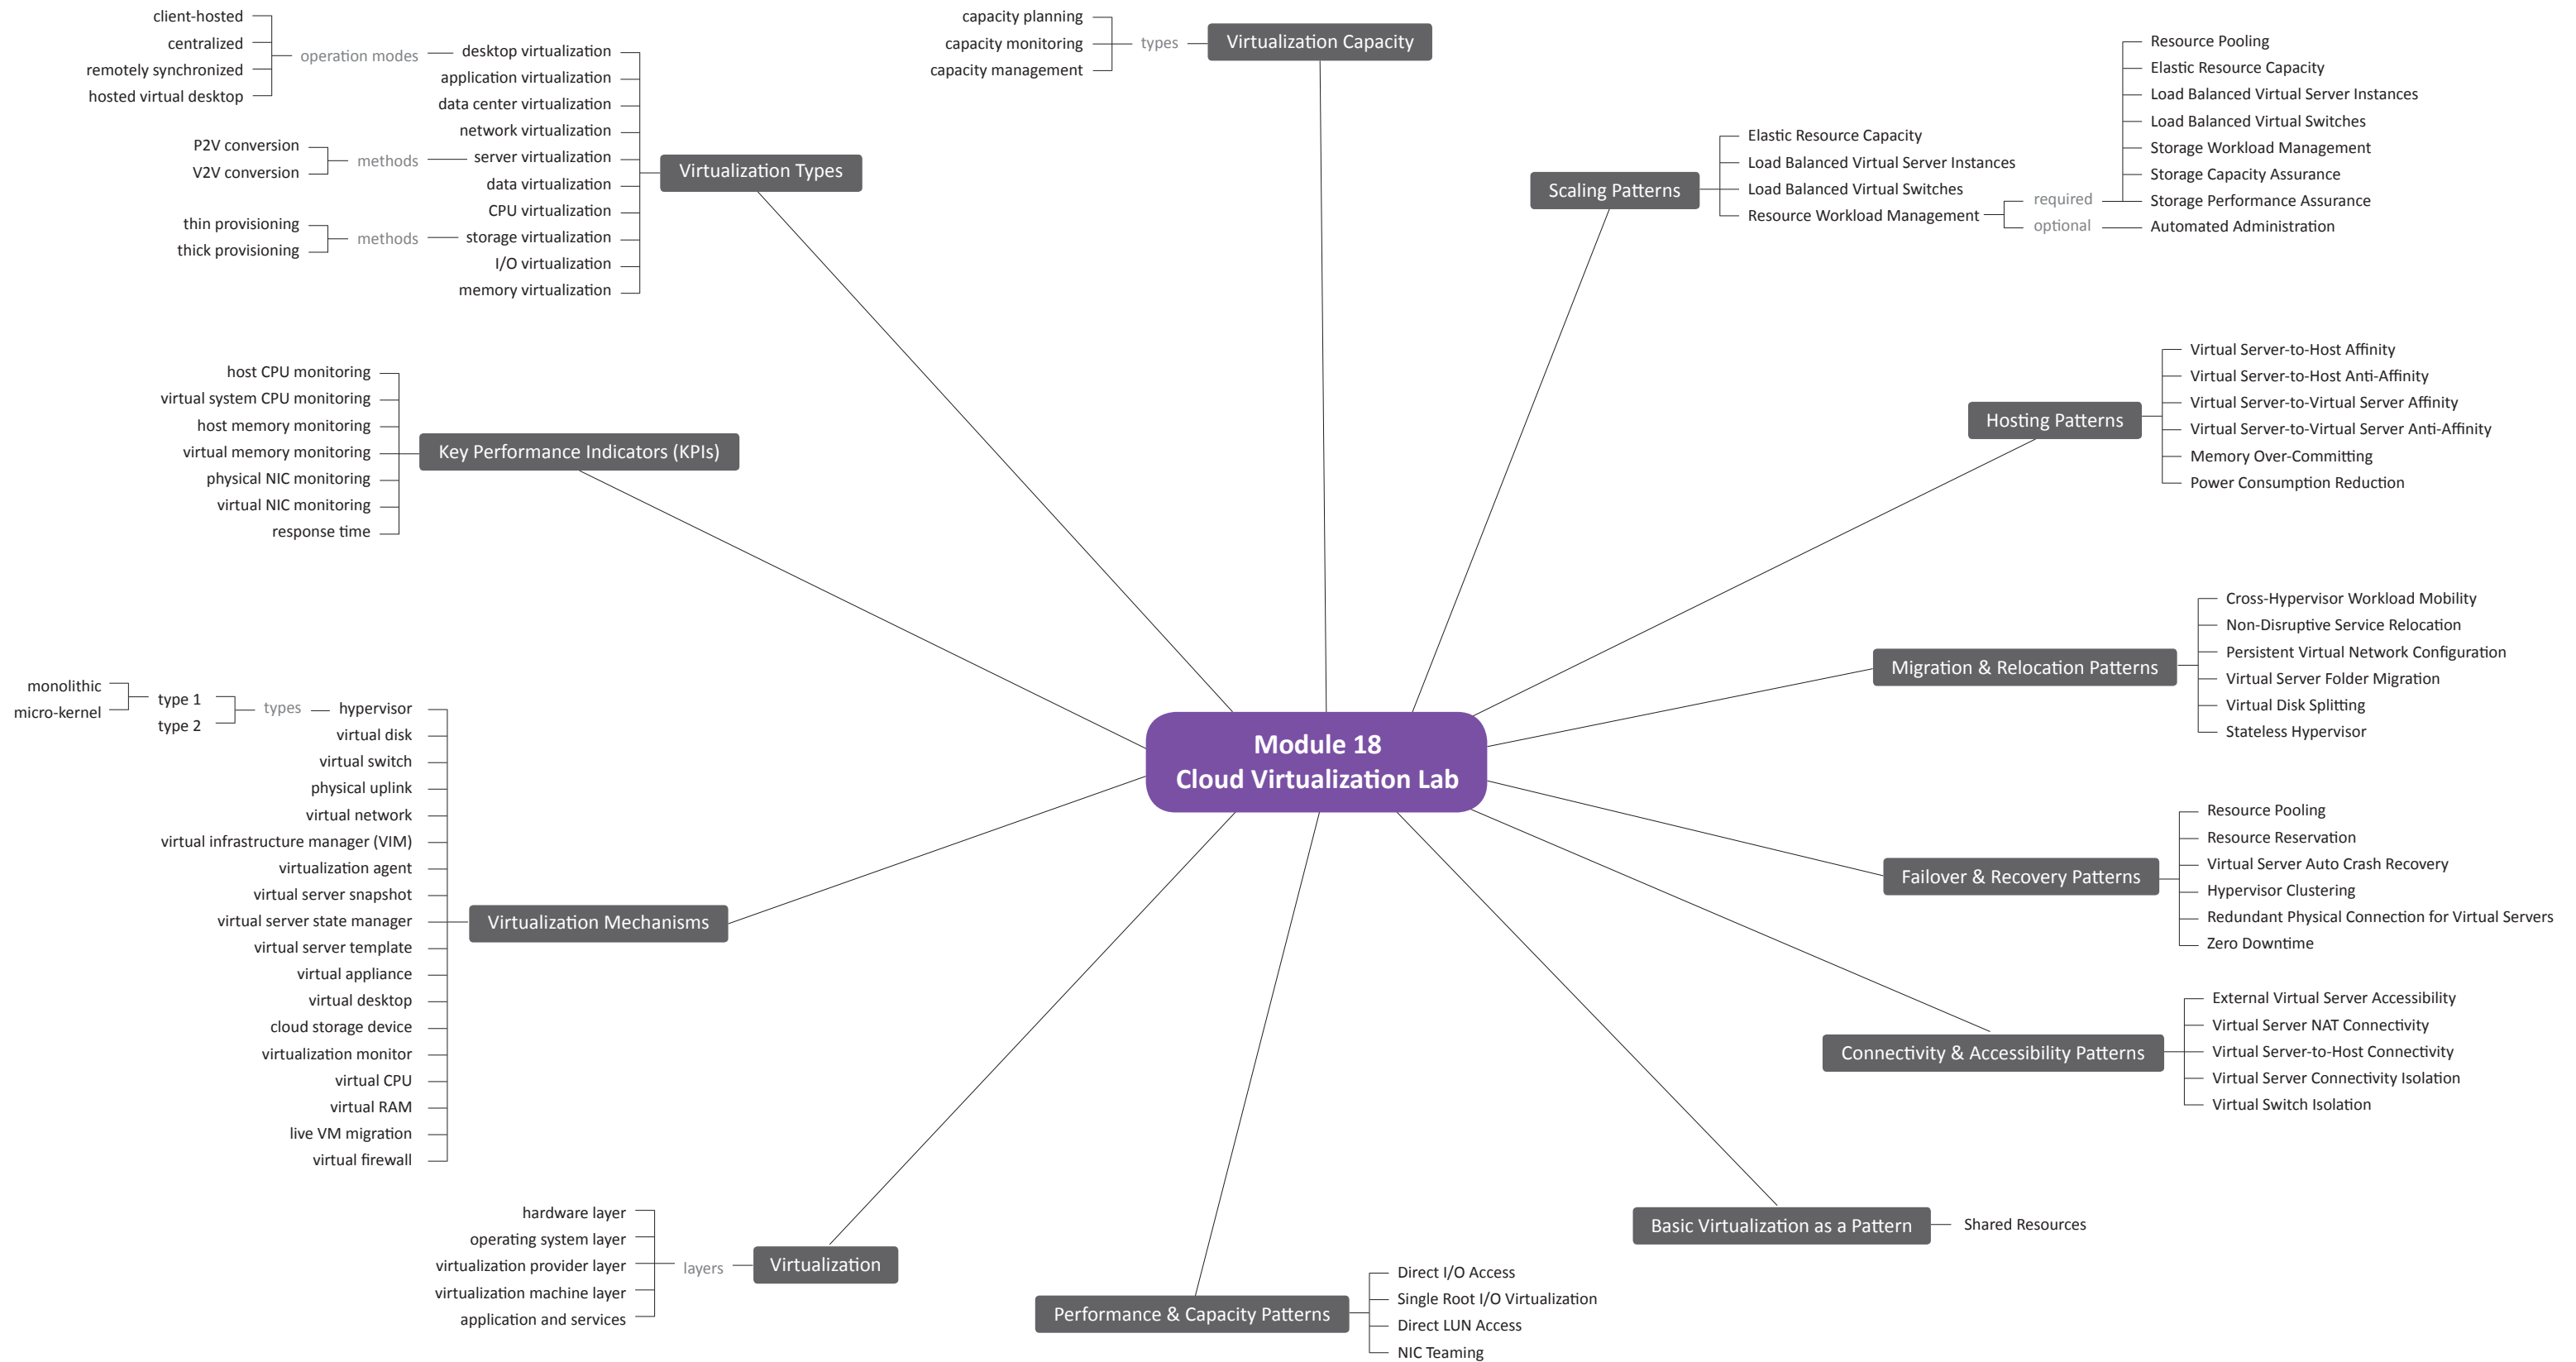 Module 18
Cloud Virtualization Lab
Virtualization Types
desktop virtualization
operation modes
client-hosted
centralized
remotely synchronized
hosted virtual desktop
application virtualization
data center virtualization
network virtualization
server virtualization
methods
P2V conversion
V2V conversion
data virtualization
CPU virtualization
storage virtualization
methods
thin provisioning
thick provisioning
I/O virtualization
memory virtualization
Virtualization Capacity
types
capacity planning
capacity monitoring
capacity management
Scaling Patterns
Elastic Resource Capacity
Load Balanced Virtual Server Instances
Load Balanced Virtual Switches
Resource Workload Management
required
Resource Pooling
Elastic Resource Capacity
Load Balanced Virtual Server Instances
Load Balanced Virtual Switches
Storage Workload Management
Storage Capacity Assurance
Storage Performance Assurance
optional
Automated Administration
Hosting Patterns
Virtual Server-to-Host Affinity
Virtual Server-to-Host Anti-Affinity
Virtual Server-to-Virtual Server Affinity
Virtual Server-to-Virtual Server Anti-Affinity
Memory Over-Committing
Power Consumption Reduction
Key Performance Indicators (KPIs)
host CPU monitoring
virtual system CPU monitoring
host memory monitoring
virtual memory monitoring
physical NIC monitoring
virtual NIC monitoring
response time
Migration & Relocation Patterns
Cross-Hypervisor Workload Mobility
Non-Disruptive Service Relocation
Persistent Virtual Network Configuration
Virtual Server Folder Migration
Virtual Disk Splitting
Stateless Hypervisor
Virtualization Mechanisms
hypervisor
types
type 1
monolithic
micro-kernel
type 2
virtual disk
virtual switch
physical uplink
virtual network
virtual infrastructure manager (VIM)
virtualization agent
virtual server snapshot
virtual server state manager
virtual server template
virtual appliance
virtual desktop
cloud storage device
virtualization monitor
virtual CPU
virtual RAM
live VM migration
virtual firewall
Failover & Recovery Patterns
Resource Pooling
Resource Reservation
Virtual Server Auto Crash Recovery
Hypervisor Clustering
Redundant Physical Connection for Virtual Servers
Zero Downtime
Connectivity & Accessibility Patterns
External Virtual Server Accessibility
Virtual Server NAT Connectivity
Virtual Server-to-Host Connectivity
Virtual Server Connectivity Isolation
Virtual Switch Isolation
Basic Virtualization as a Pattern
Shared Resources
Virtualization
layers
hardware layer
operating system layer
virtualization provider layer
virtualization machine layer
application and services
Performance & Capacity Patterns
Direct I/O Access
Single Root I/O Virtualization
Direct LUN Access
NIC Teaming